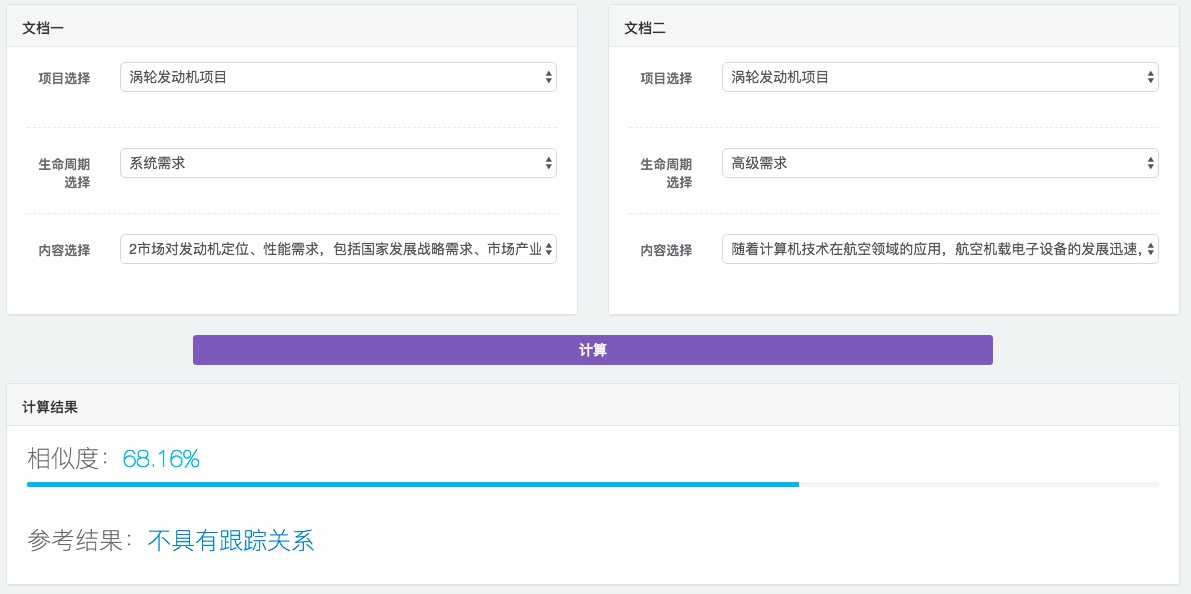 文档一
项目选择 涡轮发动机项目
生命周期
选择
系统需求
内容选择 2市场对发动机定位、性能需求，包括国家发展战略需求、市场产业
文档二
项目选择 涡轮发动机项目
生命周期
选择
高级需求
内容选择 随着计算机技术在航空领域的应用，航空机载电子设备的发展迅速，
计算
计算结果
相似度：68.16%
参考结果：不具有跟踪关系